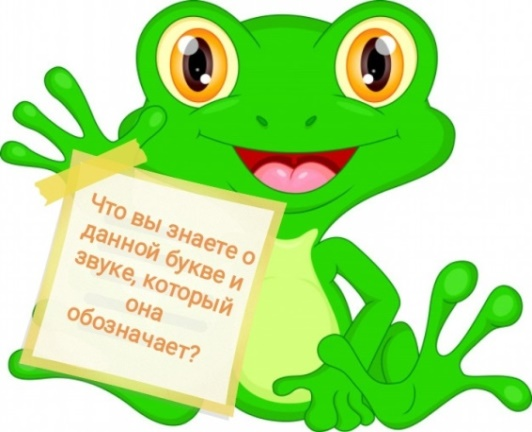 Что вы знаете о
данной букве и
звуке, который
она
обозначает?